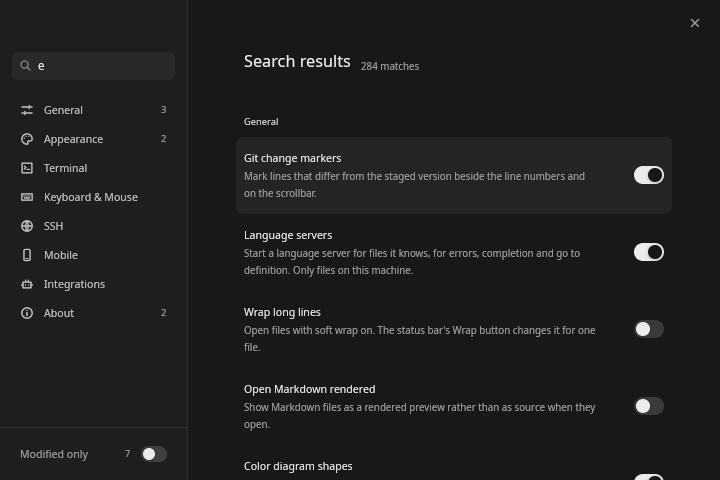 e
General 3
Appearance 2
Terminal
Keyboard & Mouse
SSH
Mobile
Integrations
About 2
Modified only 7
Search results 284 matches
General
Git change markers
Mark lines that differ from the staged version beside the line numbers and
on the scrollbar.
Language servers
Start a language server for files it knows, for errors, completion and go to
definition. Only files on this machine.
Wrap long lines
Open files with soft wrap on. The status bar's Wrap button changes it for one
file.
Open Markdown rendered
Show Markdown files as a rendered preview rather than as source when they
open.
Color diagram shapes